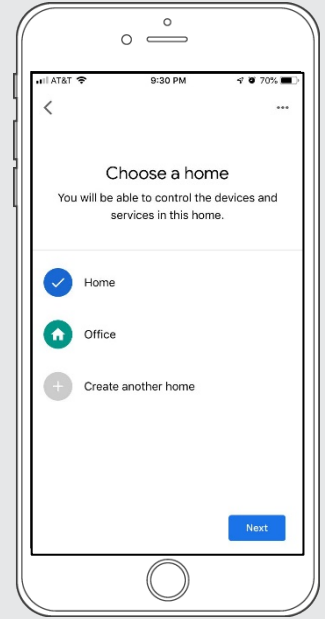 AT&T 9:30 PM 70%
Choose a home
You will be able to control the devices and
services in this home.
Home
Office
Create another home
Next